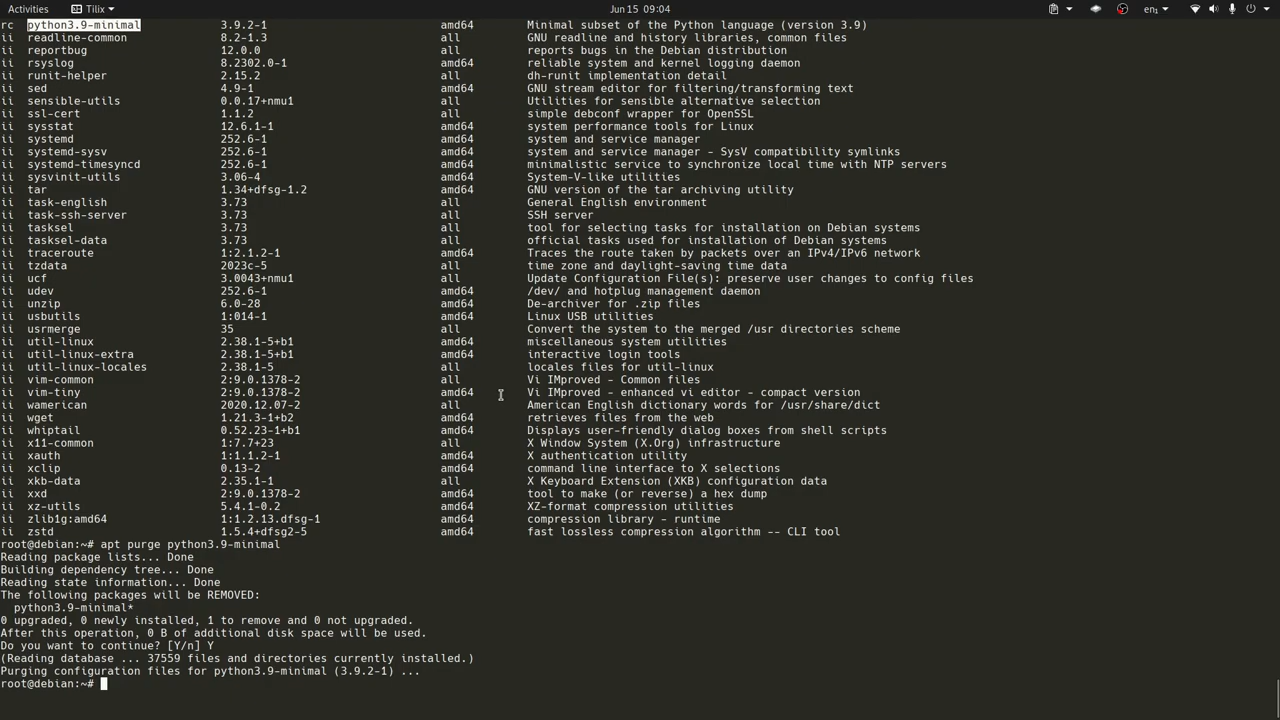 Activities Tilix Jun 15 09:04 en₁
rc python3.9-minimal 3.9.2-1 amd64 Minimal subset of the Python language (version 3.9)
ii readline-common 8.2-1.3 all GNU readline and history libraries, common files
ii reportbug 12.0.0 all reports bugs in the Debian distribution
ii rsyslog 8.2302.0-1 amd64 reliable system and kernel logging daemon
ii runit-helper 2.15.2 all dh-runit implementation detail
ii sed 4.9-1 amd64 GNU stream editor for filtering/transforming text
ii sensible-utils 0.0.17+nmu1 all Utilities for sensible alternative selection
ii ssl-cert 1.1.2 all simple debconf wrapper for OpenSSL
ii sysstat 12.6.1-1 amd64 system performance tools for Linux
ii systemd 252.6-1 amd64 system and service manager
ii systemd-sysv 252.6-1 amd64 system and service manager - SysV compatibility symlinks
ii systemd-timesyncd 252.6-1 amd64 minimalistic service to synchronize local time with NTP servers
ii sysvinit-utils 3.06-4 amd64 System-V-like utilities
ii tar 1.34+dfsg-1.2 amd64 GNU version of the tar archiving utility
ii task-english 3.73 all General English environment
ii task-ssh-server 3.73 all SSH server
ii tasksel 3.73 all tool for selecting tasks for installation on Debian systems
ii tasksel-data 3.73 all official tasks used for installation of Debian systems
ii traceroute 1:2.1.2-1 amd64 Traces the route taken by packets over an IPv4/IPv6 network
ii tzdata 2023c-5 all time zone and daylight-saving time data
ii ucf 3.0043+nmu1 all Update Configuration File(s): preserve user changes to config files
ii udev 252.6-1 amd64 /dev/ and hotplug management daemon
ii unzip 6.0-28 amd64 De-archiver for .zip files
ii usbutils 1:014-1 amd64 Linux USB utilities
ii usrmerge 35 all Convert the system to the merged /usr directories scheme
ii util-linux 2.38.1-5+b1 amd64 miscellaneous system utilities
ii util-linux-extra 2.38.1-5+b1 amd64 interactive login tools
ii util-linux-locales 2.38.1-5 all locales files for util-linux
ii vim-common 2:9.0.1378-2 all Vi IMproved - Common files
ii vim-tiny 2:9.0.1378-2 amd64 Vi IMproved - enhanced vi editor - compact version
ii wamerican 2020.12.07-2 all American English dictionary words for /usr/share/dict
ii wget 1.21.3-1+b2 amd64 retrieves files from the web
ii whiptail 0.52.23-1+b1 amd64 Displays user-friendly dialog boxes from shell scripts
ii x11-common 1:7.7+23 all X Window System (X.Org) infrastructure
ii xauth 1:1.1.2-1 amd64 X authentication utility
ii xclip 0.13-2 amd64 command line interface to X selections
ii xkb-data 2.35.1-1 all X Keyboard Extension (XKB) configuration data
ii xxd 2:9.0.1378-2 amd64 tool to make (or reverse) a hex dump
ii xz-utils 5.4.1-0.2 amd64 XZ-format compression utilities
ii zlib1g:amd64 1:1.2.13.dfsg-1 amd64 compression library - runtime
ii zstd 1.5.4+dfsg2-5 amd64 fast lossless compression algorithm -- CLI tool
root@debian:~# apt purge python3.9-minimal
Reading package lists... Done
Building dependency tree... Done
Reading state information... Done
The following packages will be REMOVED:
python3.9-minimal*
0 upgraded, 0 newly installed, 1 to remove and 0 not upgraded.
After this operation, 0 B of additional disk space will be used.
Do you want to continue? [Y/n] Y
(Reading database ... 37559 files and directories currently installed.)
Purging configuration files for python3.9-minimal (3.9.2-1) ...
root@debian:~#